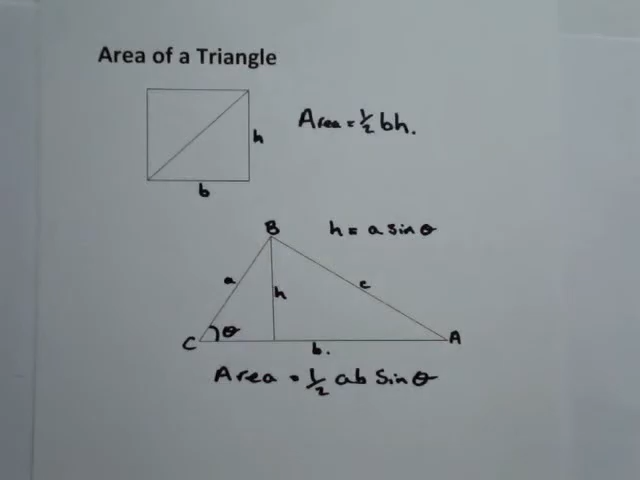 Area of a Triangle
Area = 1/2 bh.
h
b
B
h = a sin θ
a
h
c
C
θ
b.
A
Area = 1/2 ab Sin θ